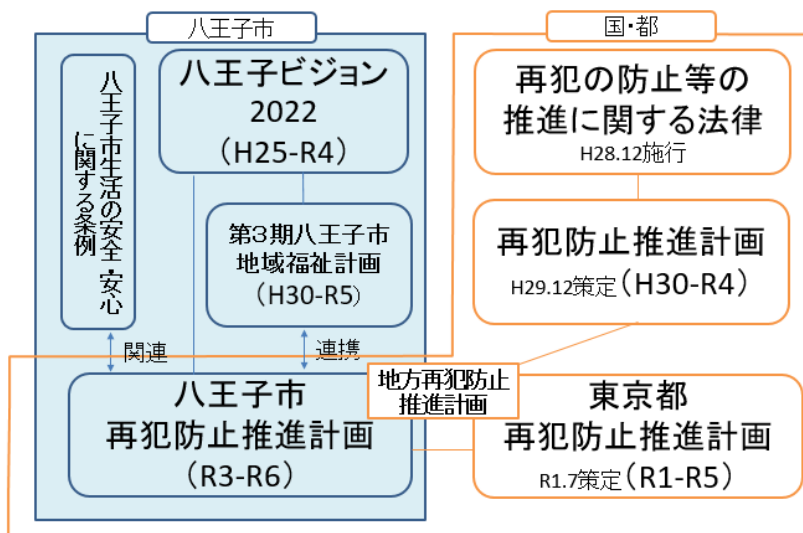 八王子市
八王子市生活の安全・安心
に関する条例
八王子ビジョン
2022
(H25-R4)
第3期八王子市
地域福祉計画
(H30-R5)
関連
連携
八王子市
再犯防止推進計画
(R3-R6)
国・都
再犯の防止等の
推進に関する法律
H28.12施行
再犯防止推進計画
H29.12策定(H30-R4)
地方再犯防止
推進計画
東京都
再犯防止推進計画
R1.7策定(R1-R5)